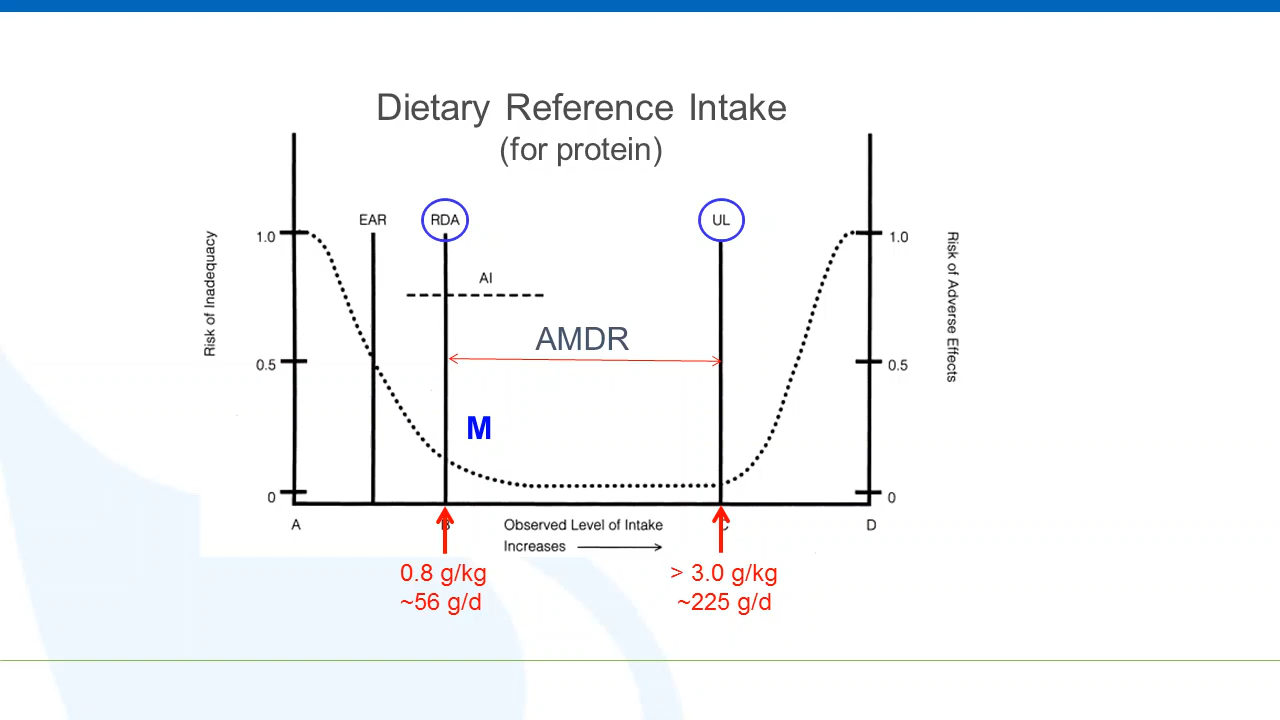 Dietary Reference Intake
(for protein)
EAR
RDA
UL
1.0
1.0
AI
AMDR
Risk of Inadequacy
Risk of Adverse Effects
0.5
0.5
M
0
0
A
B
Observed Level of Intake
C
D
Increases
0.8 g/kg
~56 g/d
> 3.0 g/kg
~225 g/d